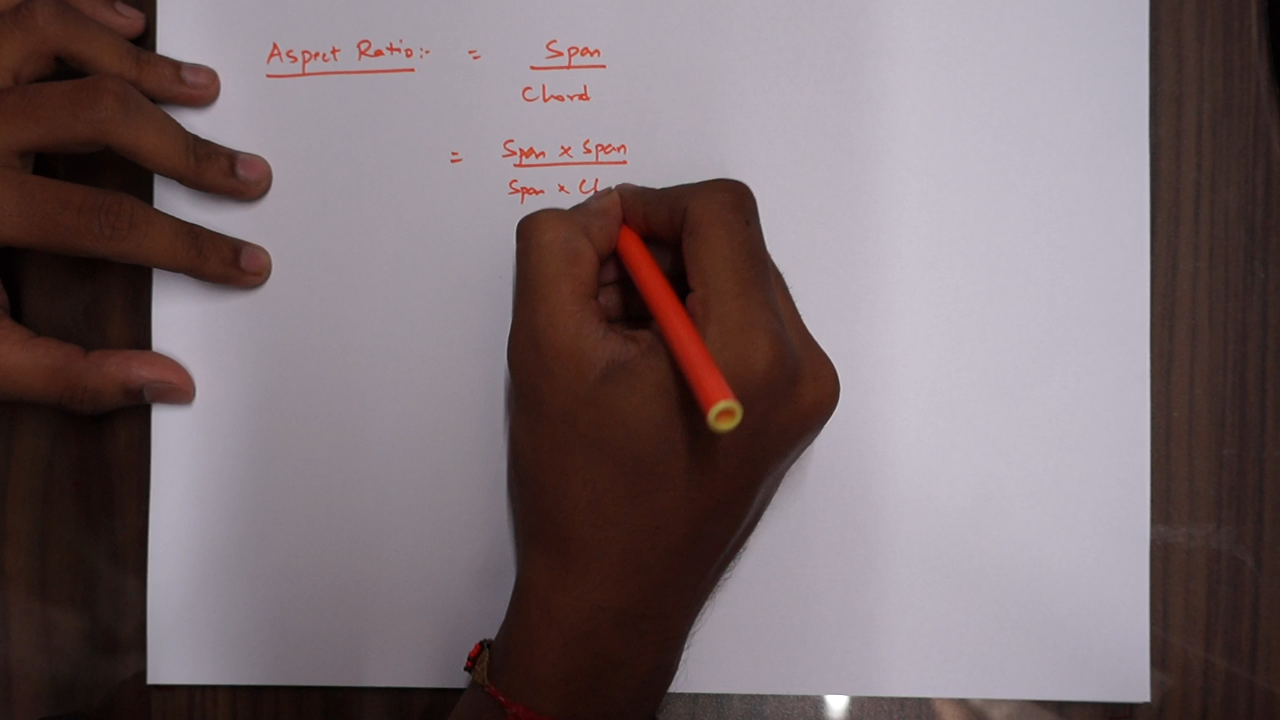 Aspect Ratio:- = Span
Chord
= Span x Span
Span x